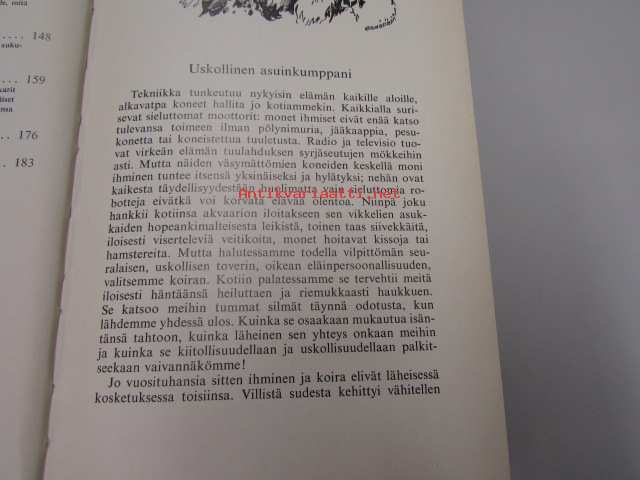 148
suku-
159
karit
liset
176
183
Uskollinen asuinkumppani
Tekniikka tunkeutuu nykyisin elämän kaikille aloille,
alkavatpa koneet hallita jo kotiammekin. Kaikkialla suri-
sevat sieluttomat moottorit: monet ihmiset eivät enää katso
tulevansa toimeen ilman pölynimuria, jääkaappia, pesu-
konetta tai koneistettua tuuletusta. Radio ja televisio tuo-
vat virkeän elämän tuulahduksen syrjäseutujen mökkeihin
asti. Mutta näiden väsymättömien koneiden keskellä moni
ihminen tuntee itsensä yksinäiseksi ja hylätyksi; nehän ovat
kaikesta täydellisyydestään huolimatta vain sieluttomia ro-
Antikvariaatti.net
botteja eivätkä voi korvata elävää olentoa. Niinpä joku
hankkii kotiinsa akvaarion iloitakseen sen vikkelien asuk-
kaiden hopeankimalteisesta leikistä, toinen taas siivekkäitä,
iloisesti viserteleviä veitikoita, monet hoitavat kissoja tai
hamstereita. Mutta halutessamme todella vilpittömän seu-
ralaisen, uskollisen toverin, oikean eläinpersoonallisuuden,
valitsemme koiran. Kotiin palatessamme se tervehtii meitä
iloisesti häntäänsä heiluttaen ja riemukkaasti haukkuen.
Se katsoo meihin tummat silmät täynnä odotusta, kun
lähdemme yhdessä ulos. Kuinka se osaakaan mukautua isän-
tänsä tahtoon, kuinka läheinen sen yhteys onkaan meihin
ja kuinka se kiitollisuudellaan ja uskollisuudellaan palkit-
seekaan vaivannäkömme!
Jo vuosituhansia sitten ihminen ja koira elivät läheisessä
kosketuksessa toisiinsa. Villistä sudesta kehittyi vähitellen